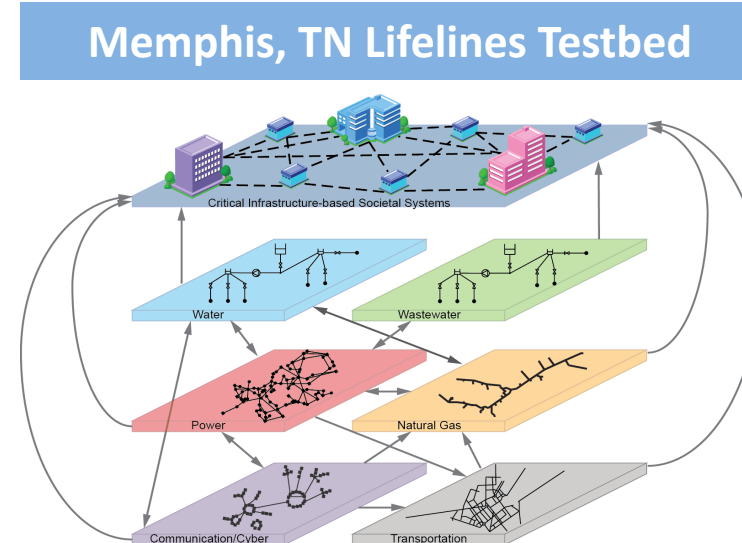 Memphis, TN Lifelines Testbed
Critical Infrastructure-based Societal Systems
Water
Wastewater
Power
Natural Gas
Communication/Cyber
Transportation